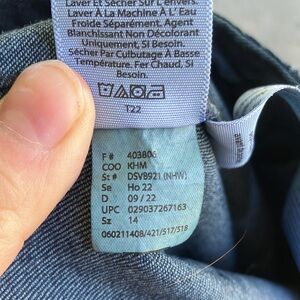 Laver Et Sécher Sur L'envers.
Laver À La Machine À L' Eau
Froide Séparément. Agent
Blanchissant Non Décolorant
Uniquement, Si Besoin.
Sécher Par Culbutage À Basse
Température. Fer Chaud, Si
Besoin.
T22
F # 403806
COO KHM
St # DSVB921 (NHW)
Se Ho 22
D 09 / 22
UPC 029037267163
Sz 14
060211408/421/517/518